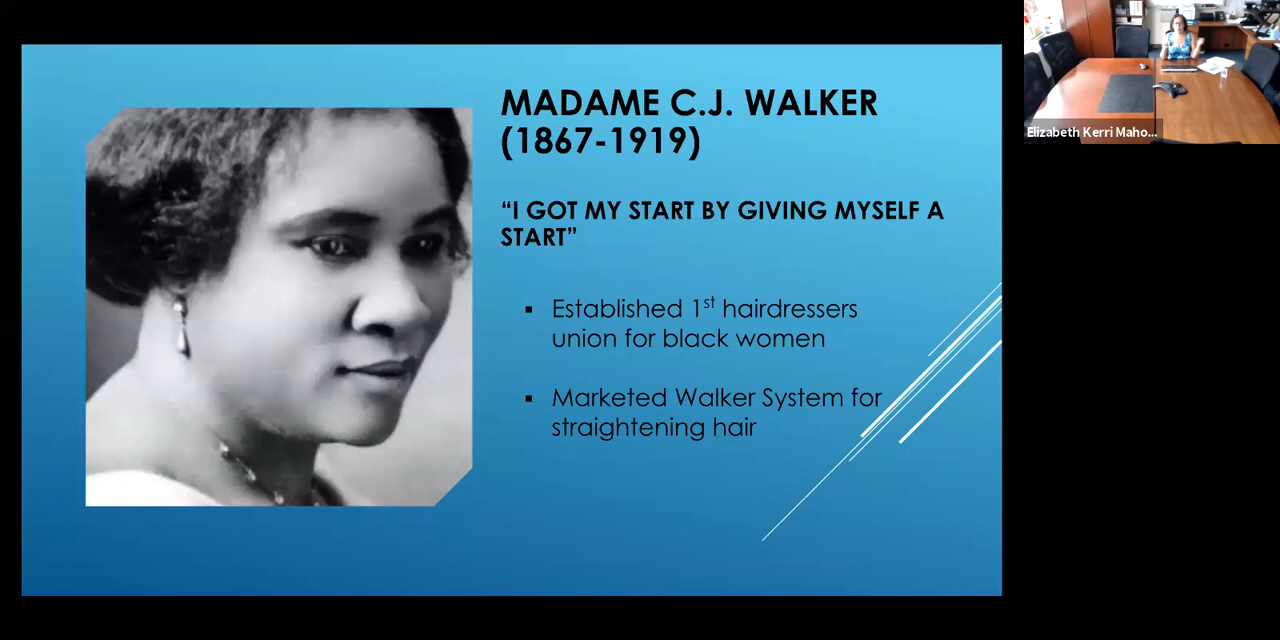 MADAME C.J. WALKER
(1867-1919)
“I GOT MY START BY GIVING MYSELF A
START”
▪ Established 1st hairdressers
union for black women
▪ Marketed Walker System for
straightening hair
Elizabeth Kerri Maho...